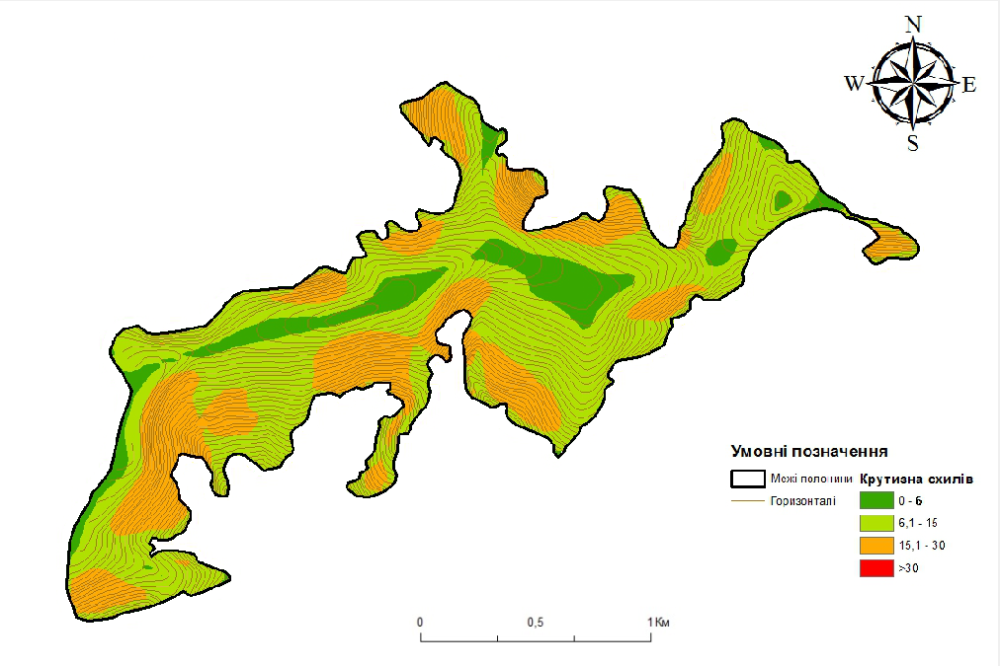 N
W E
S
Умовні позначення
Межі полонини Крутизна схилів
Горизонталі 0 - 6
6,1 - 15
15,1 - 30
>30
0 0,5 1 Км